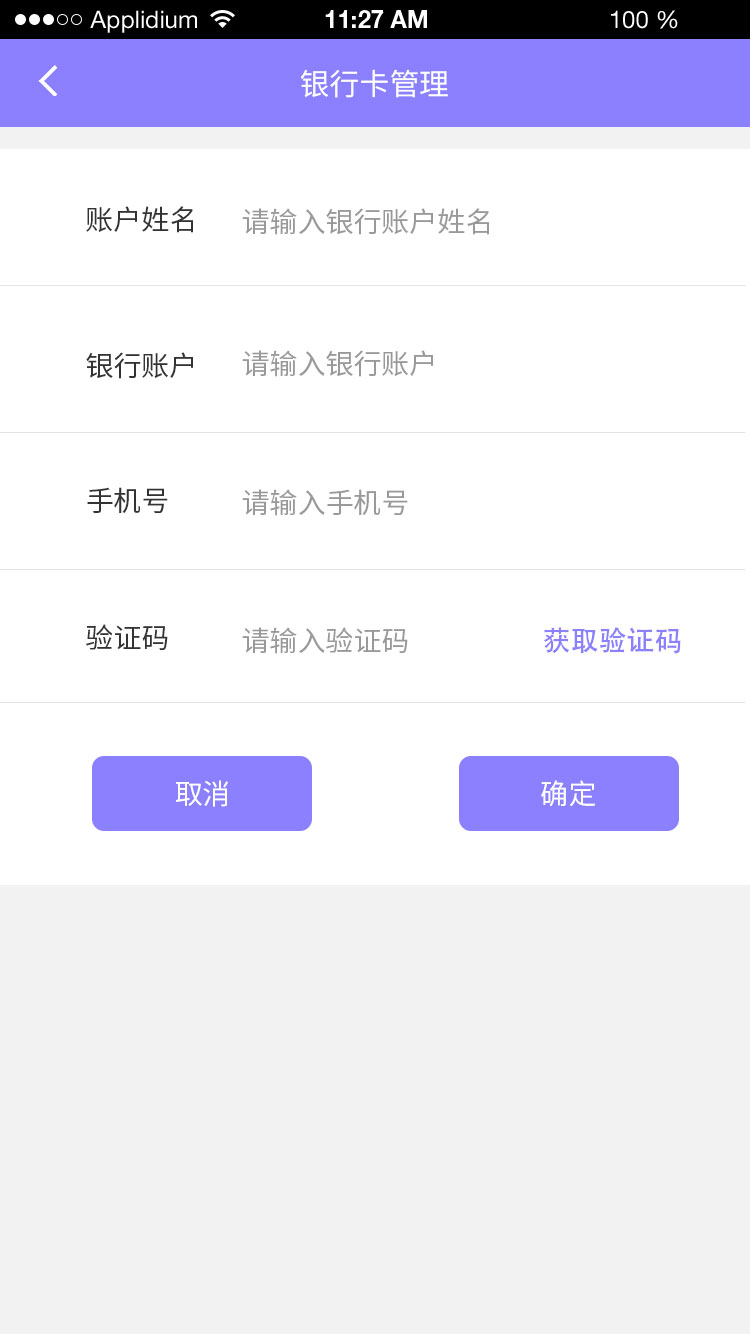 Applidium 11:27 AM 100 %
银行卡管理
账户姓名 请输入银行账户姓名
银行账户 请输入银行账户
手机号 请输入手机号
验证码 请输入验证码 获取验证码
取消 确定